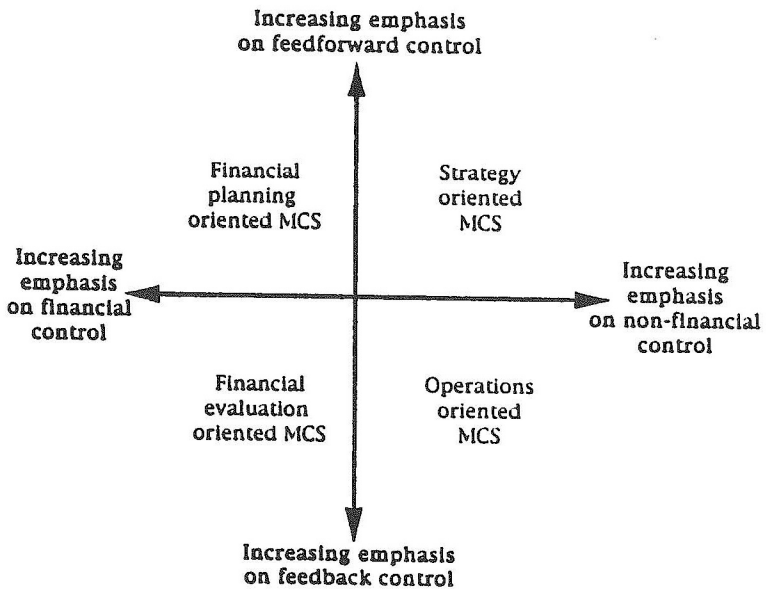 Increasing emphasis
on feedforward control
Financial
planning
oriented MCS
Strategy
oriented
MCS
Increasing
emphasis
on financial
control
Increasing
emphasis
on non-financial
control
Financial
evaluation
oriented MCS
Operations
oriented
MCS
Increasing emphasis
on feedback control